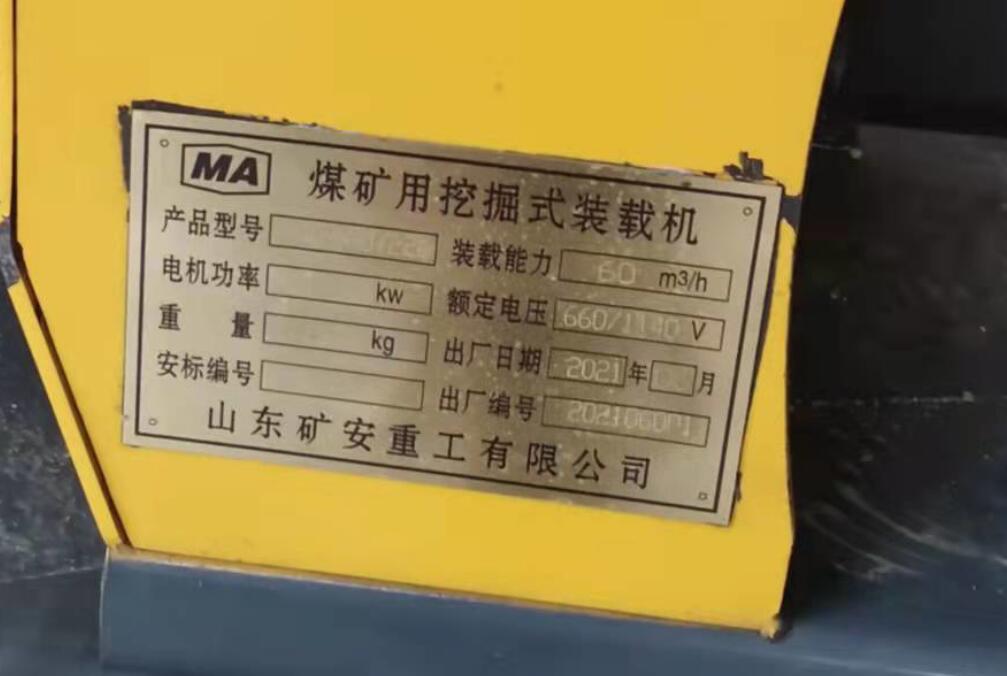 MA 煤矿用挖掘式装载机
产品型号 装载能力 60 m3/h
电机功率 kw 额定电压 660/1140 V
重 量 kg 出厂日期 2021 年 月
安标编号 出厂编号 20210601
山东矿安重工有限公司